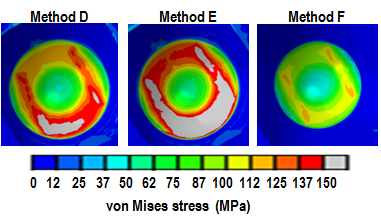 Method D Method E Method F
0 12 25 37 50 62 75 87 100 112 125 137 150
von Mises stress (MPa)